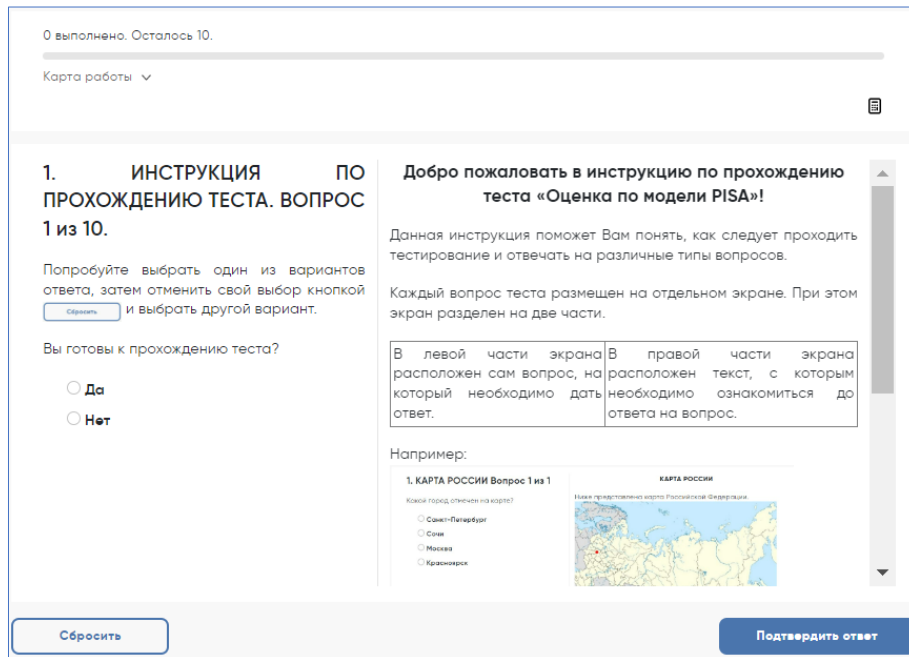 0 выполнено. Осталось 10.
Карта работы
1. ИНСТРУКЦИЯ ПО
ПРОХОЖДЕНИЮ ТЕСТА. ВОПРОС
1 из 10.
Попробуйте выбрать один из вариантов
ответа, затем отменить свой выбор кнопкой
Сбросить и выбрать другой вариант.
Вы готовы к прохождению теста?
Да
Нет
Добро пожаловать в инструкцию по прохождению
теста «Оценка по модели PISA»!
Данная инструкция поможет Вам понять, как следует проходить
тестирование и отвечать на различные типы вопросов.
Каждый вопрос теста размещен на отдельном экране. При этом
экран разделен на две части.
В левой части экрана
расположен сам вопрос, на
который необходимо дать
ответ.
В правой части экрана
расположен текст, с которым
необходимо ознакомиться до
ответа на вопрос.
Например:
1. КАРТА РОССИИ Вопрос 1 из 1
Какой город отмечен на карте?
Санкт-Петербург
Сочи
Москва
Красноярск
КАРТА РОССИИ
Ниже представлена карта Российской Федерации.
Сбросить
Подтвердить ответ